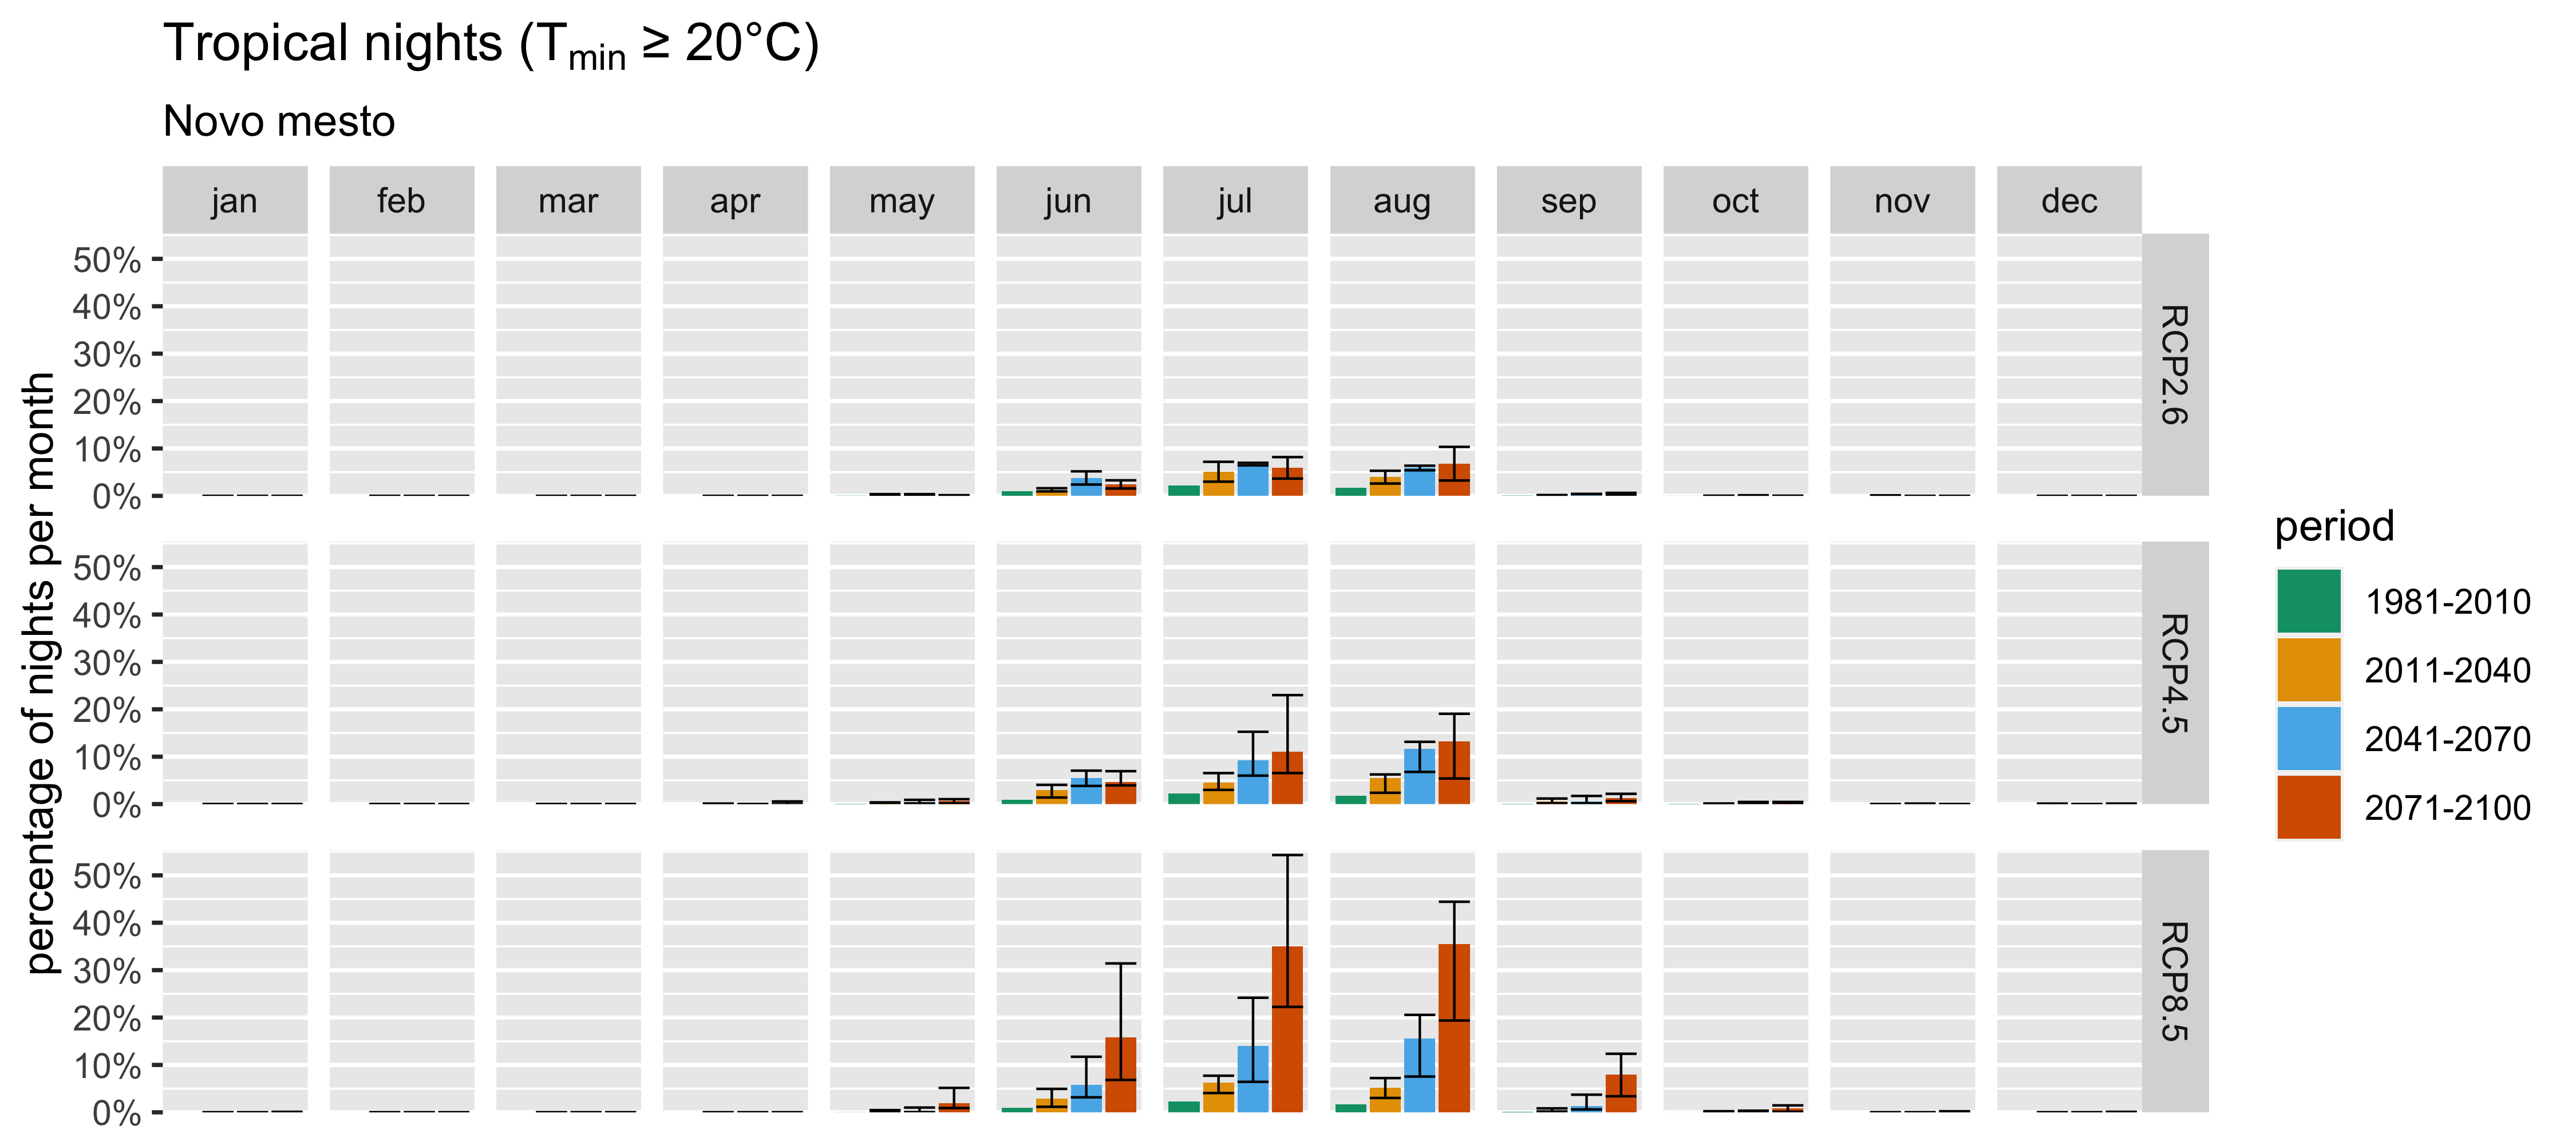 Tropical nights (Tmin ≥ 20°C)
Novo mesto
jan feb mar apr may jun jul aug sep oct nov dec
percentage of nights per month
50%
40%
30%
20%
10%
0%
RCP2.6
50%
40%
30%
20%
10%
0%
RCP4.5
50%
40%
30%
20%
10%
0%
RCP8.5
period
1981-2010
2011-2040
2041-2070
2071-2100